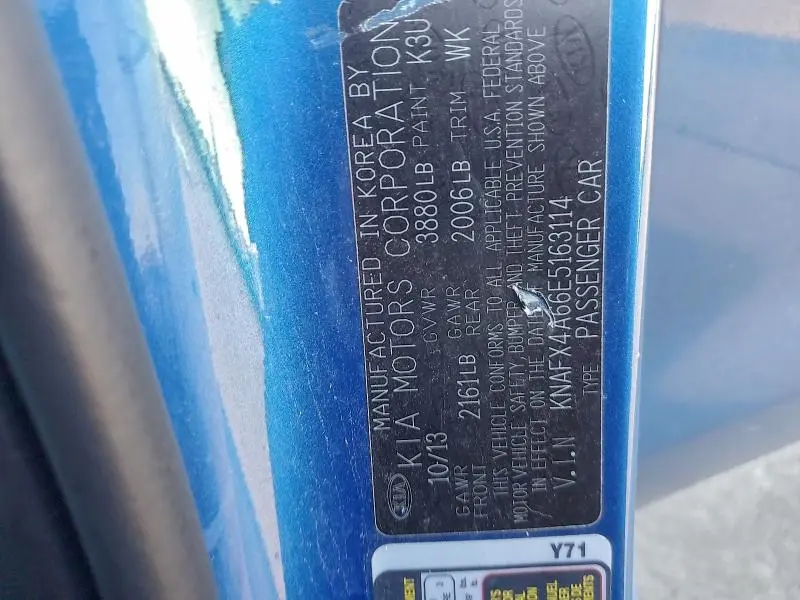 MANUFACTURED IN KOREA BY
KIA KIA MOTORS CORPORATION
10/13 GVWR 3880LB PAINT K3U
GAWR FRONT 2161LB GAWR REAR 2006LB TRIM WK
THIS VEHICLE CONFORMS TO ALL APPLICABLE U.S.A. FEDERAL
MOTOR VEHICLE SAFETY, BUMPER, AND THEFT PREVENTION STANDARDS
IN EFFECT ON THE DATE OF MANUFACTURE SHOWN ABOVE
V.I.N KNAFX4A66E5163114
TYPE PASSENGER CAR
KIA
Y71